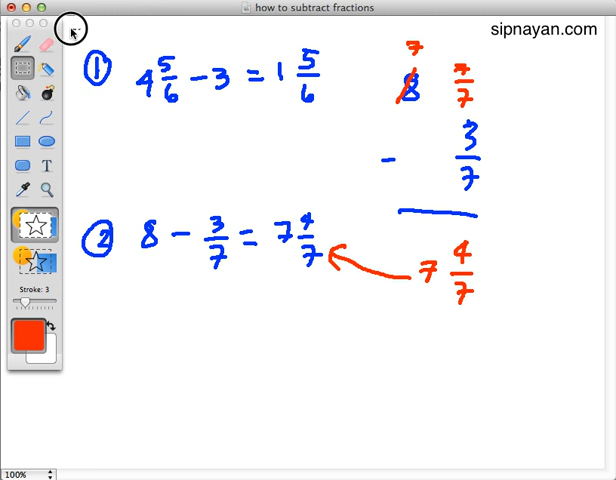 how to subtract fractions
sipnayan.com
① 4 5/6 - 3 = 1 5/6
7 7/7
8
- 3/7
② 8 - 3/7 = 7 4/7
7 4/7
T
Stroke: 3
100%